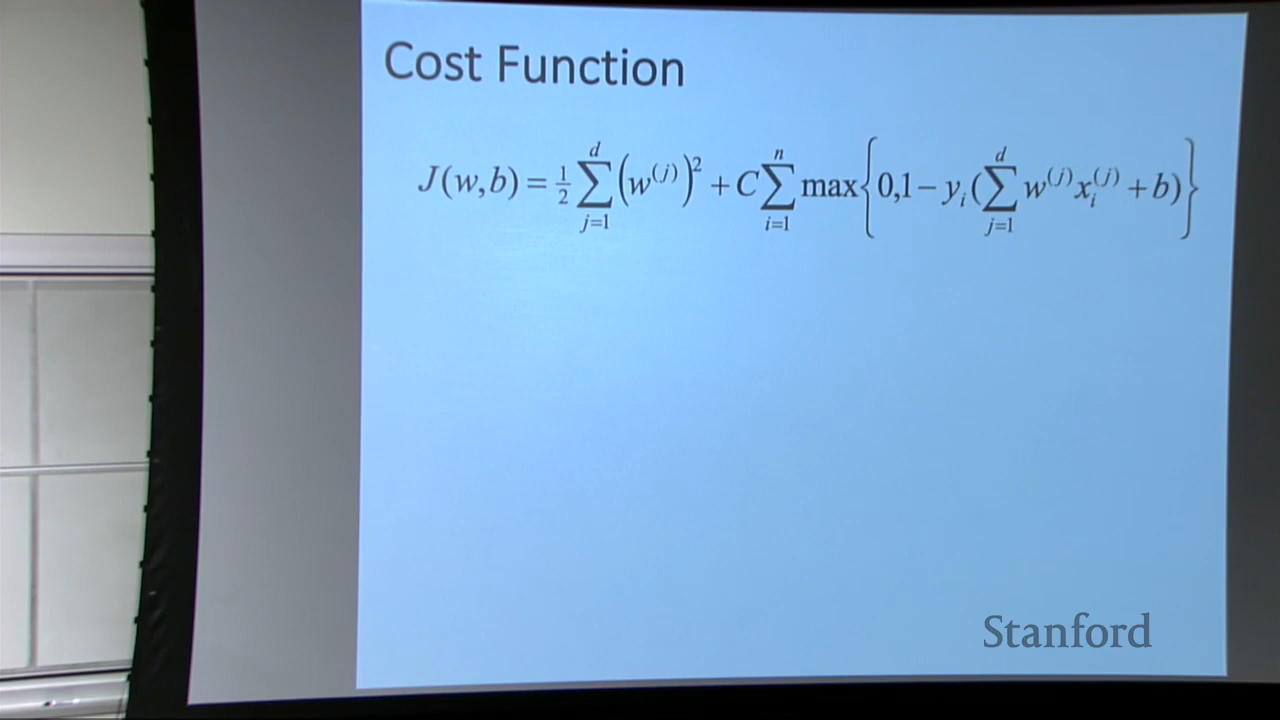 Cost Function
J(w,b) = ½ ∑_{j=1}^{d} (w^{(j)})² + C ∑_{i=1}^{n} max{0,1 − y_i(∑_{j=1}^{d} w^{(j)} x_i^{(j)} + b)}
Stanford